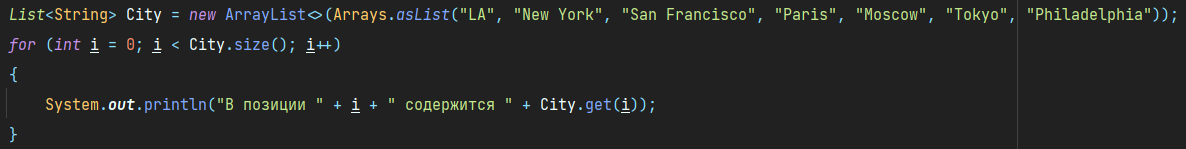 List<String> City = new ArrayList<>(Arrays.asList("LA", "New York", "San Francisco", "Paris", "Moscow", "Tokyo", "Philadelphia"));
for (int i = 0; i < City.size(); i++)
{
    System.out.println("В позиции " + i + " содержится " + City.get(i));
}